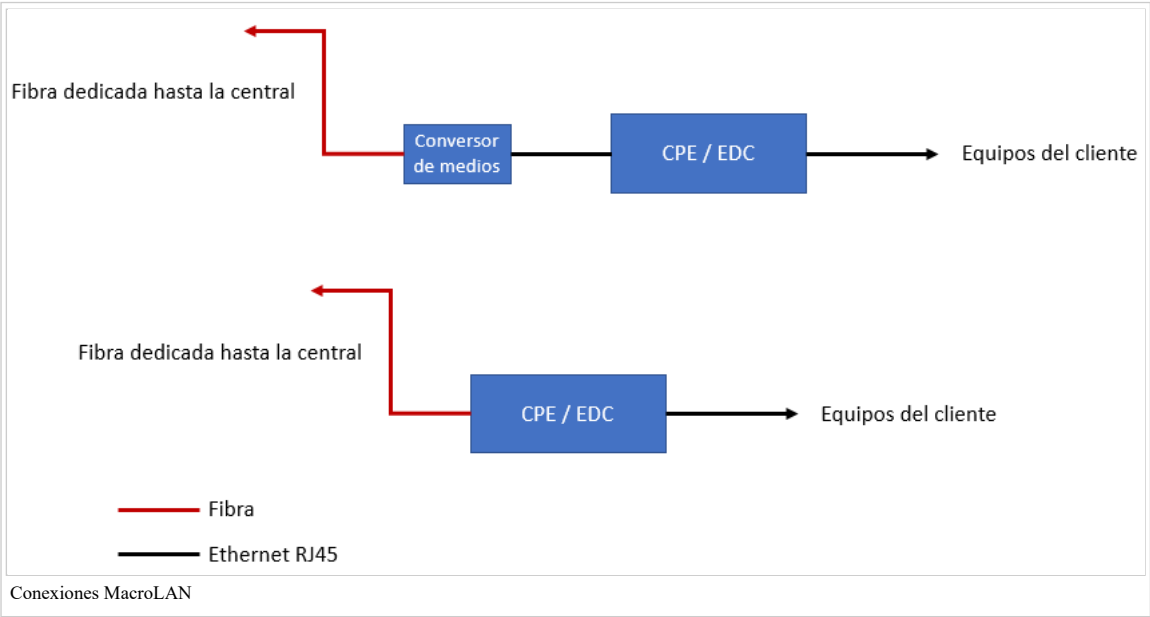 Fibra dedicada hasta la central
Conversor
de medios
CPE / EDC
Equipos del cliente
Fibra dedicada hasta la central
CPE / EDC
Equipos del cliente
Fibra
Ethernet RJ45
Conexiones MacroLAN